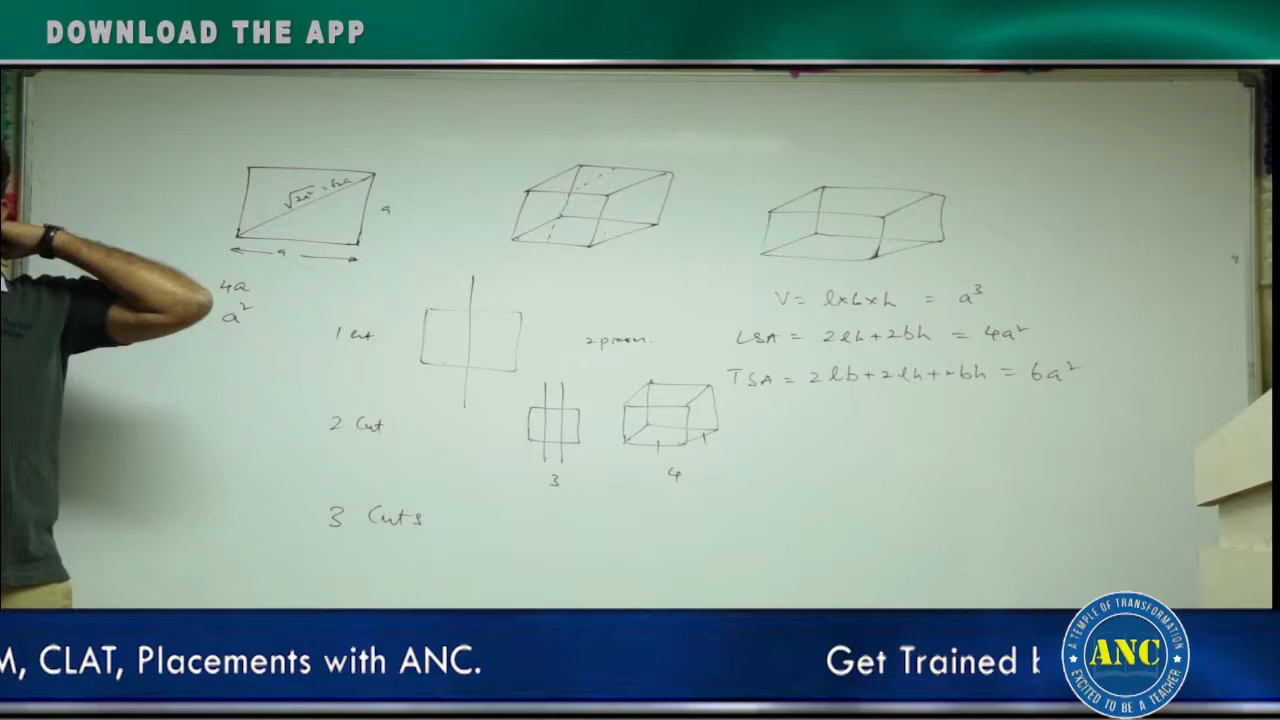 DOWNLOAD THE APP
√2a² = √2a
a
a
4a
a²
V = l×b×h = a³
1 cut
2 pieces.
LSA = 2lh+2bh = 4a²
TSA = 2lb+2lh+2bh = 6a²
2 Cut
3
4
3 Cuts
M, CLAT, Placements with ANC.
Get Trained b
A TEMPLE OF TRANSFORMATION
ANC
EXCITED TO BE A TEACHER